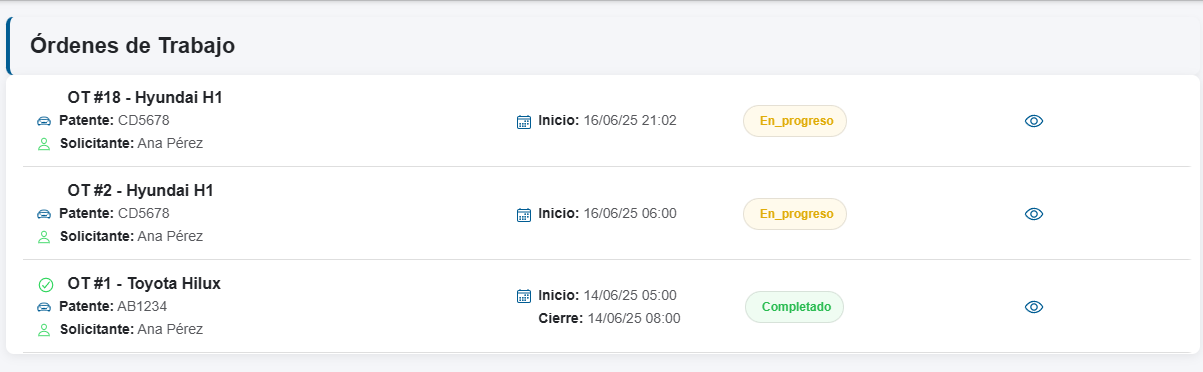 Órdenes de Trabajo
OT #18 - Hyundai H1
Patente: CD5678
Solicitante: Ana Pérez
Inicio: 16/06/25 21:02
En_progreso
OT #2 - Hyundai H1
Patente: CD5678
Solicitante: Ana Pérez
Inicio: 16/06/25 06:00
En_progreso
OT #1 - Toyota Hilux
Patente: AB1234
Solicitante: Ana Pérez
Inicio: 14/06/25 05:00
Cierre: 14/06/25 08:00
Completado